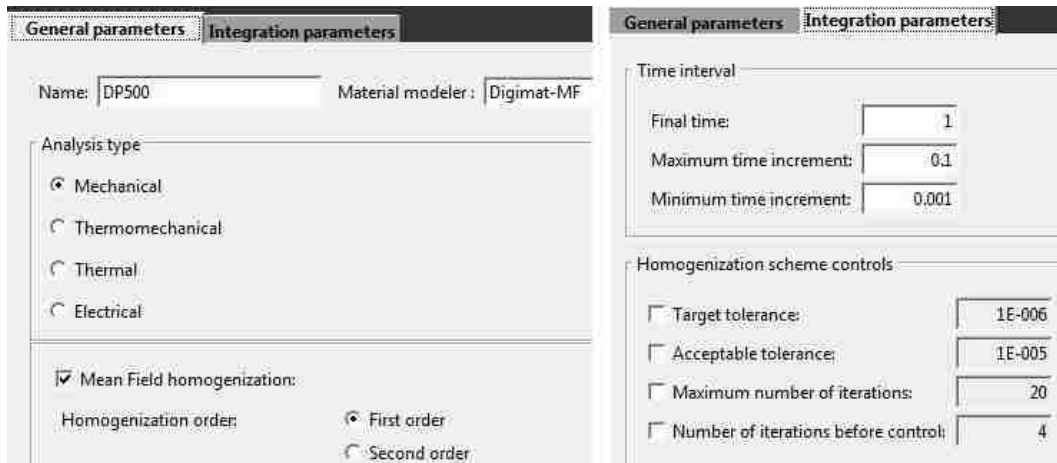 General parameters Integration parameters
Name: DP500 Material modeler: Digimat-MF
Analysis type
Mechanical
Thermomechanical
Thermal
Electrical
Mean Field homogenization:
Homogenization order: First order
Second order
General parameters Integration parameters
Time interval
Final time: 1
Maximum time increment: 0.1
Minimum time increment: 0.001
Homogenization scheme controls
Target tolerance: 1E-006
Acceptable tolerance: 1E-005
Maximum number of iterations: 20
Number of iterations before control: 4